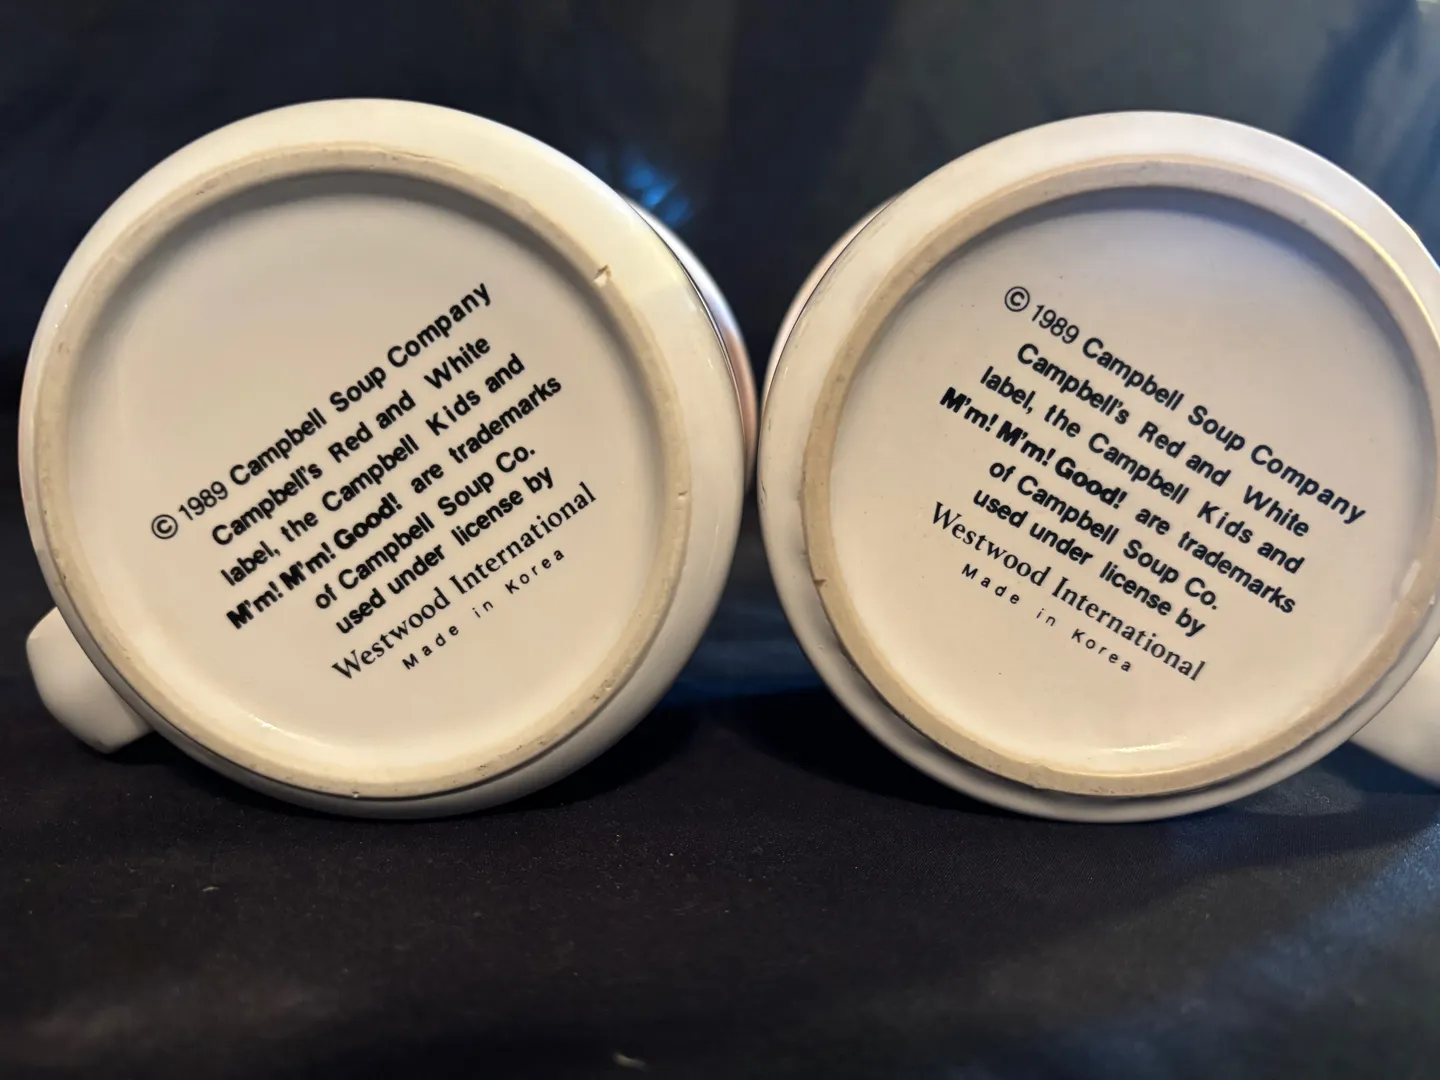 © 1989 Campbell Soup Company
Campbell's Red and White
label, the Campbell Kids and
M'm! M'm! Good! are trademarks
of Campbell Soup Co.
used under license by
Westwood International
Made in Korea
© 1989 Campbell Soup Company
Campbell's Red and White
label, the Campbell Kids and
M'm! M'm! Good! are trademarks
of Campbell Soup Co.
used under license by
Westwood International
Made in Korea